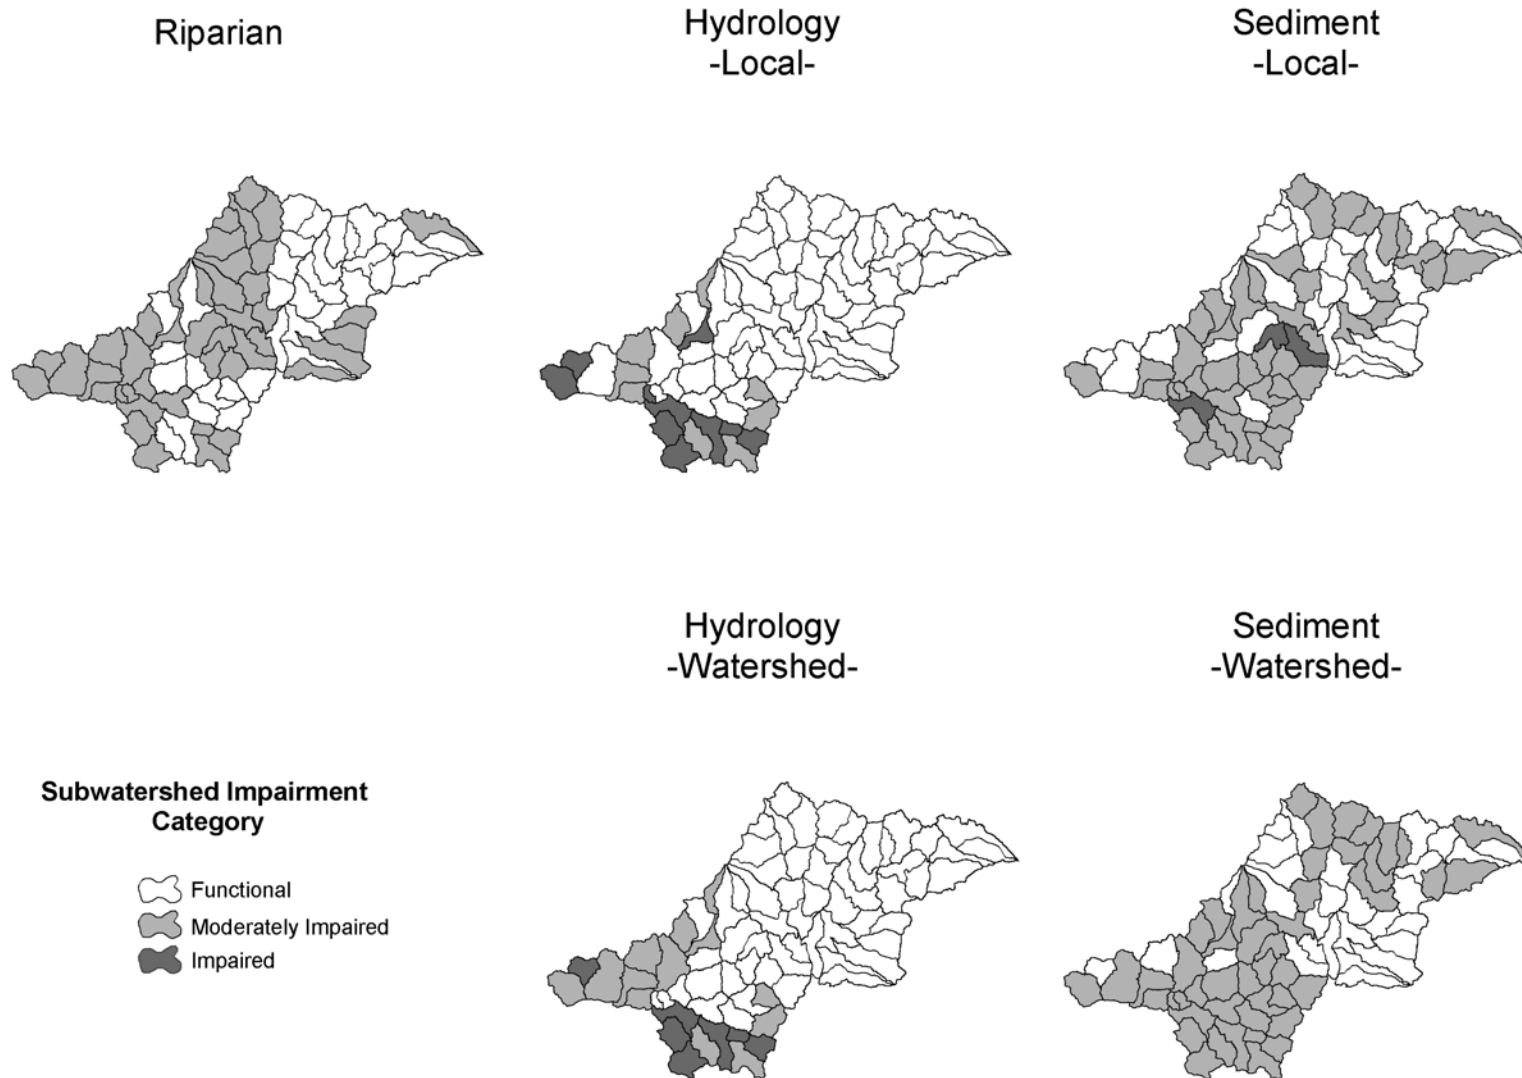 Riparian
Hydrology
-Local-
Sediment
-Local-
Hydrology
-Watershed-
Sediment
-Watershed-
Subwatershed Impairment
Category
Functional
Moderately Impaired
Impaired